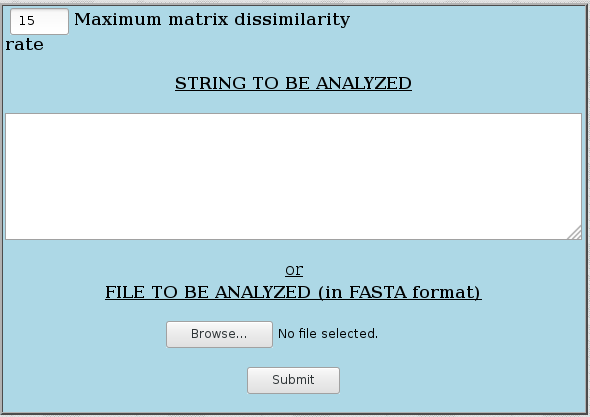 15 Maximum matrix dissimilarity
rate
STRING TO BE ANALYZED
or
FILE TO BE ANALYZED (in FASTA format)
Browse... No file selected.
Submit